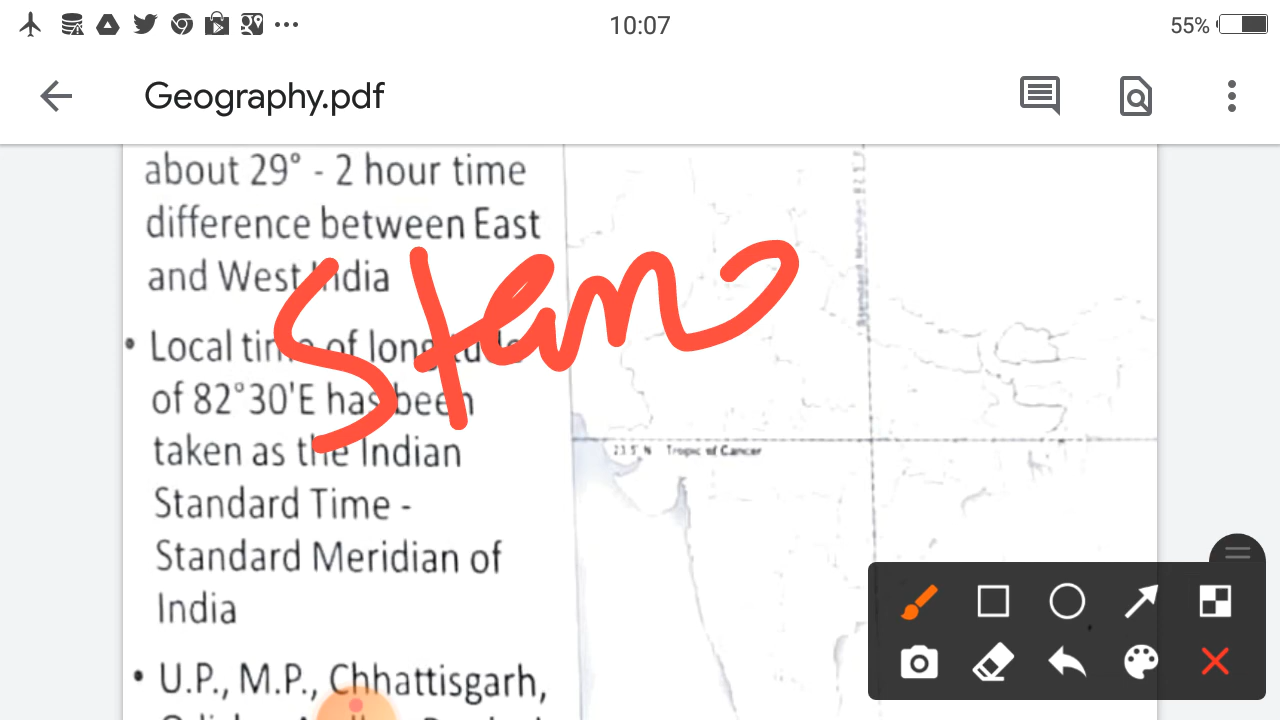 10:07
55%
Geography.pdf
about 29° - 2 hour time
difference between East
and West India
• Local time of longitude
of 82°30'E has been
taken as the Indian
Standard Time -
Standard Meridian of
India
• U.P., M.P., Chhattisgarh,
23.5° N Tropic of Cancer